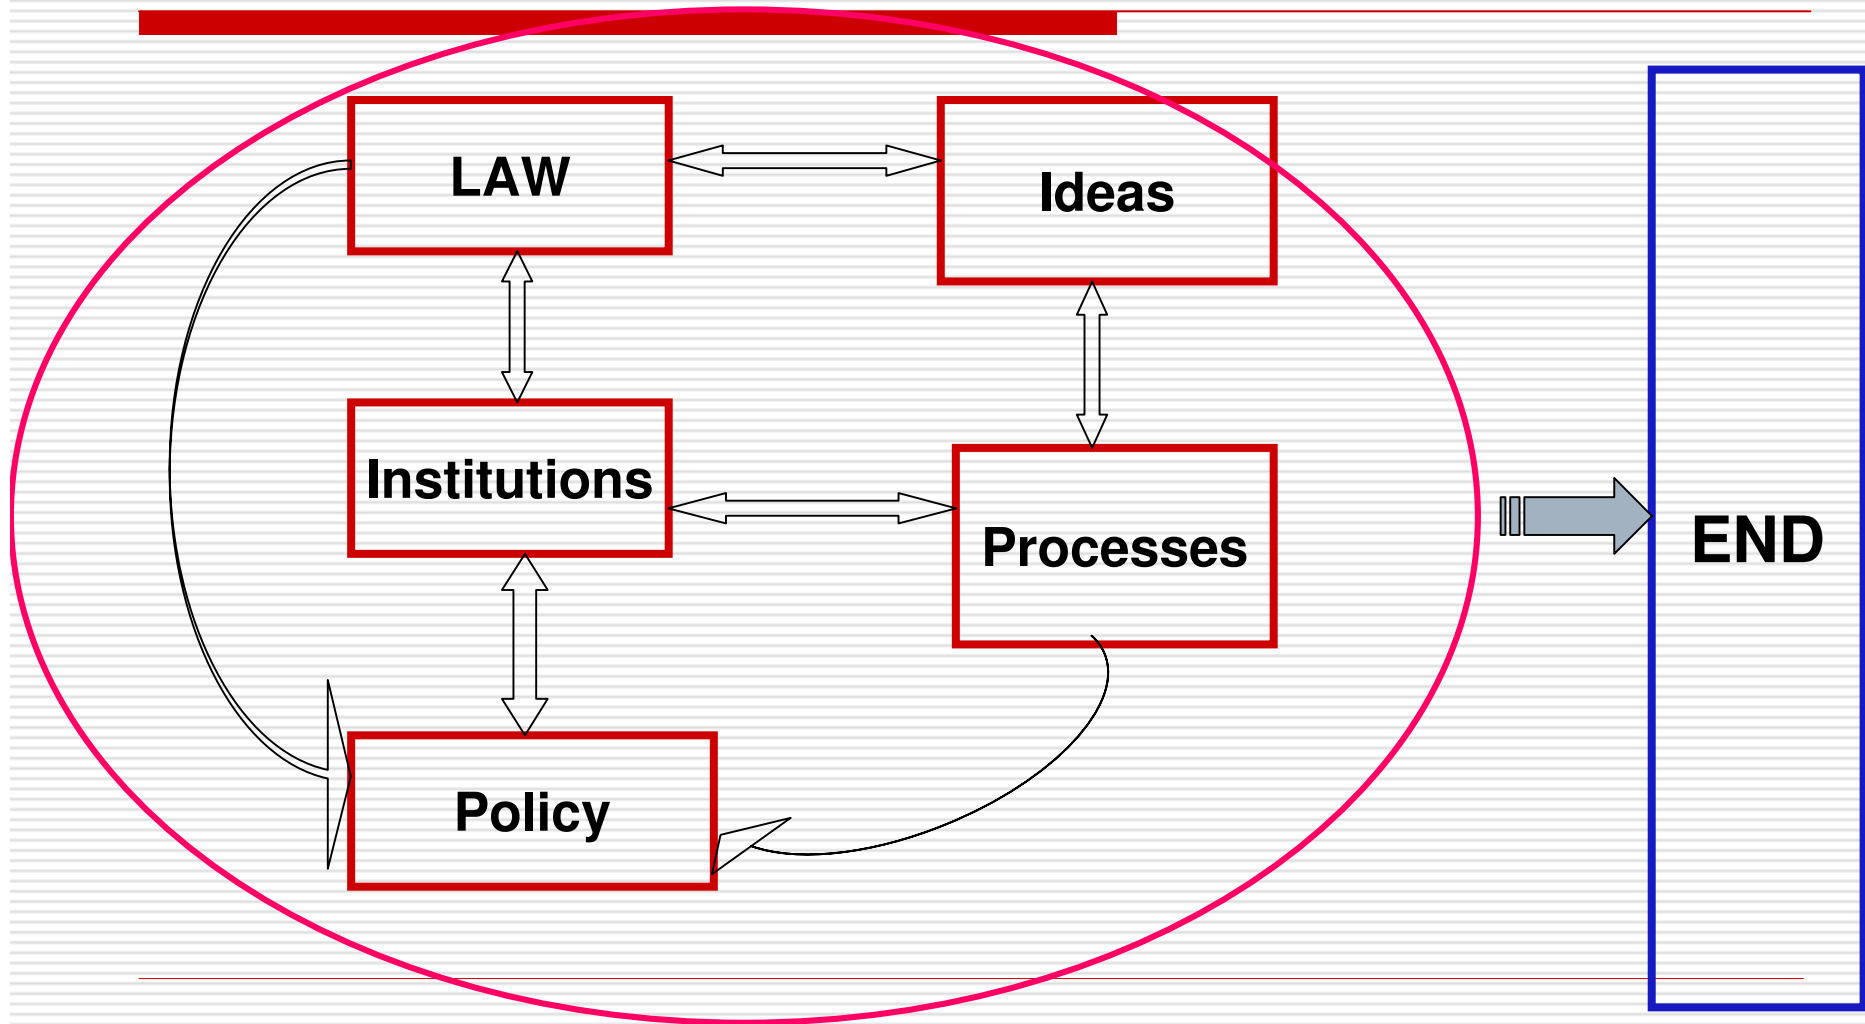 LAW
Ideas
Institutions
Processes
END
Policy